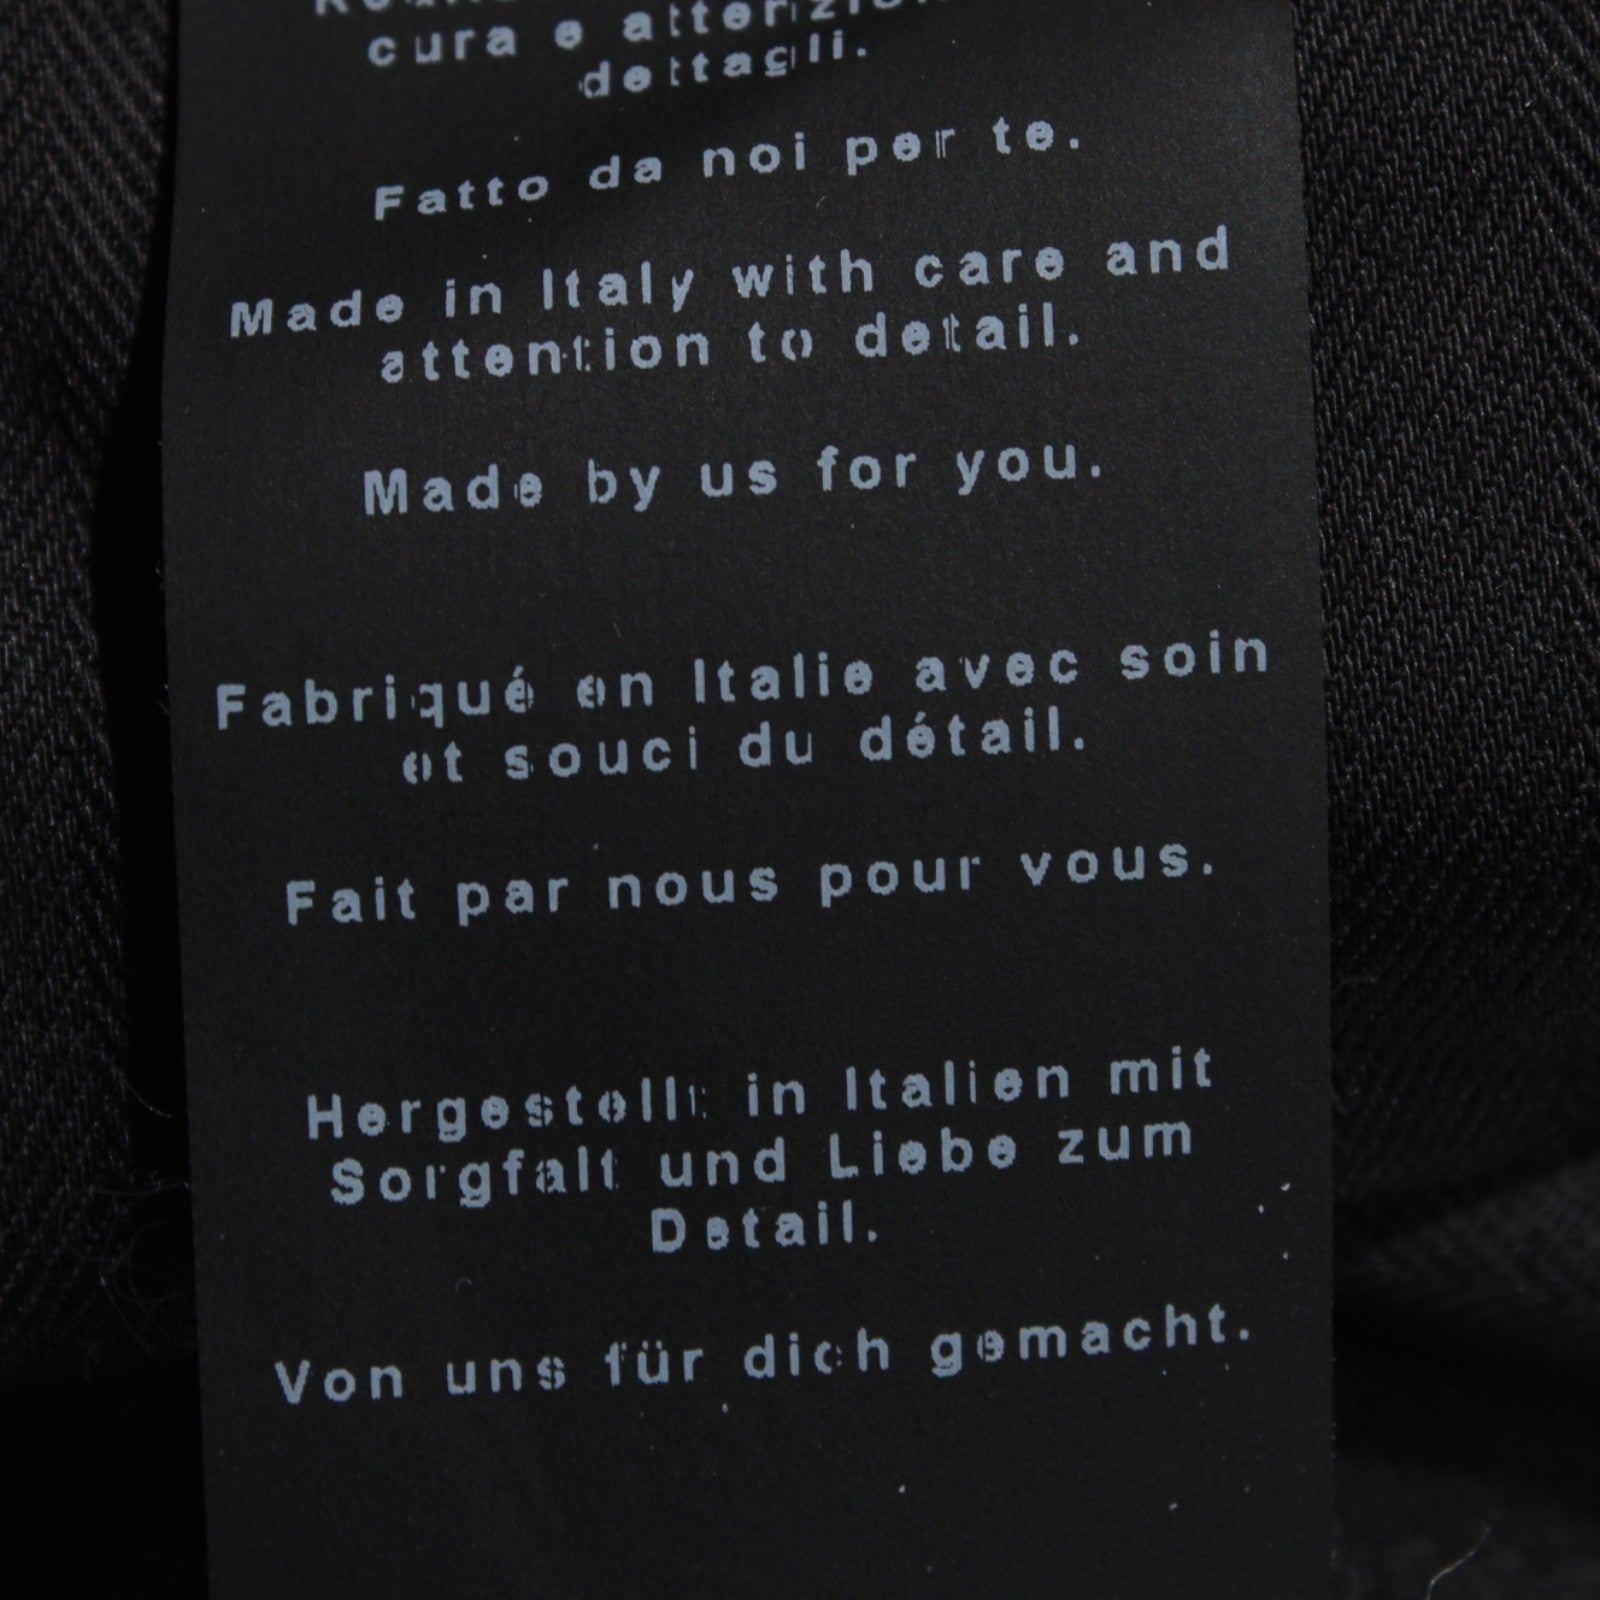 cura e attenzione
dettagli.
Fatto da noi per te.
Made in Italy with care and
attention to detail.
Made by us for you.
Fabriqué en Italie avec soin
et souci du détail.
Fait par nous pour vous.
Hergestellt in Italien mit
Sorgfalt und Liebe zum
Detail.
Von uns für dich gemacht.